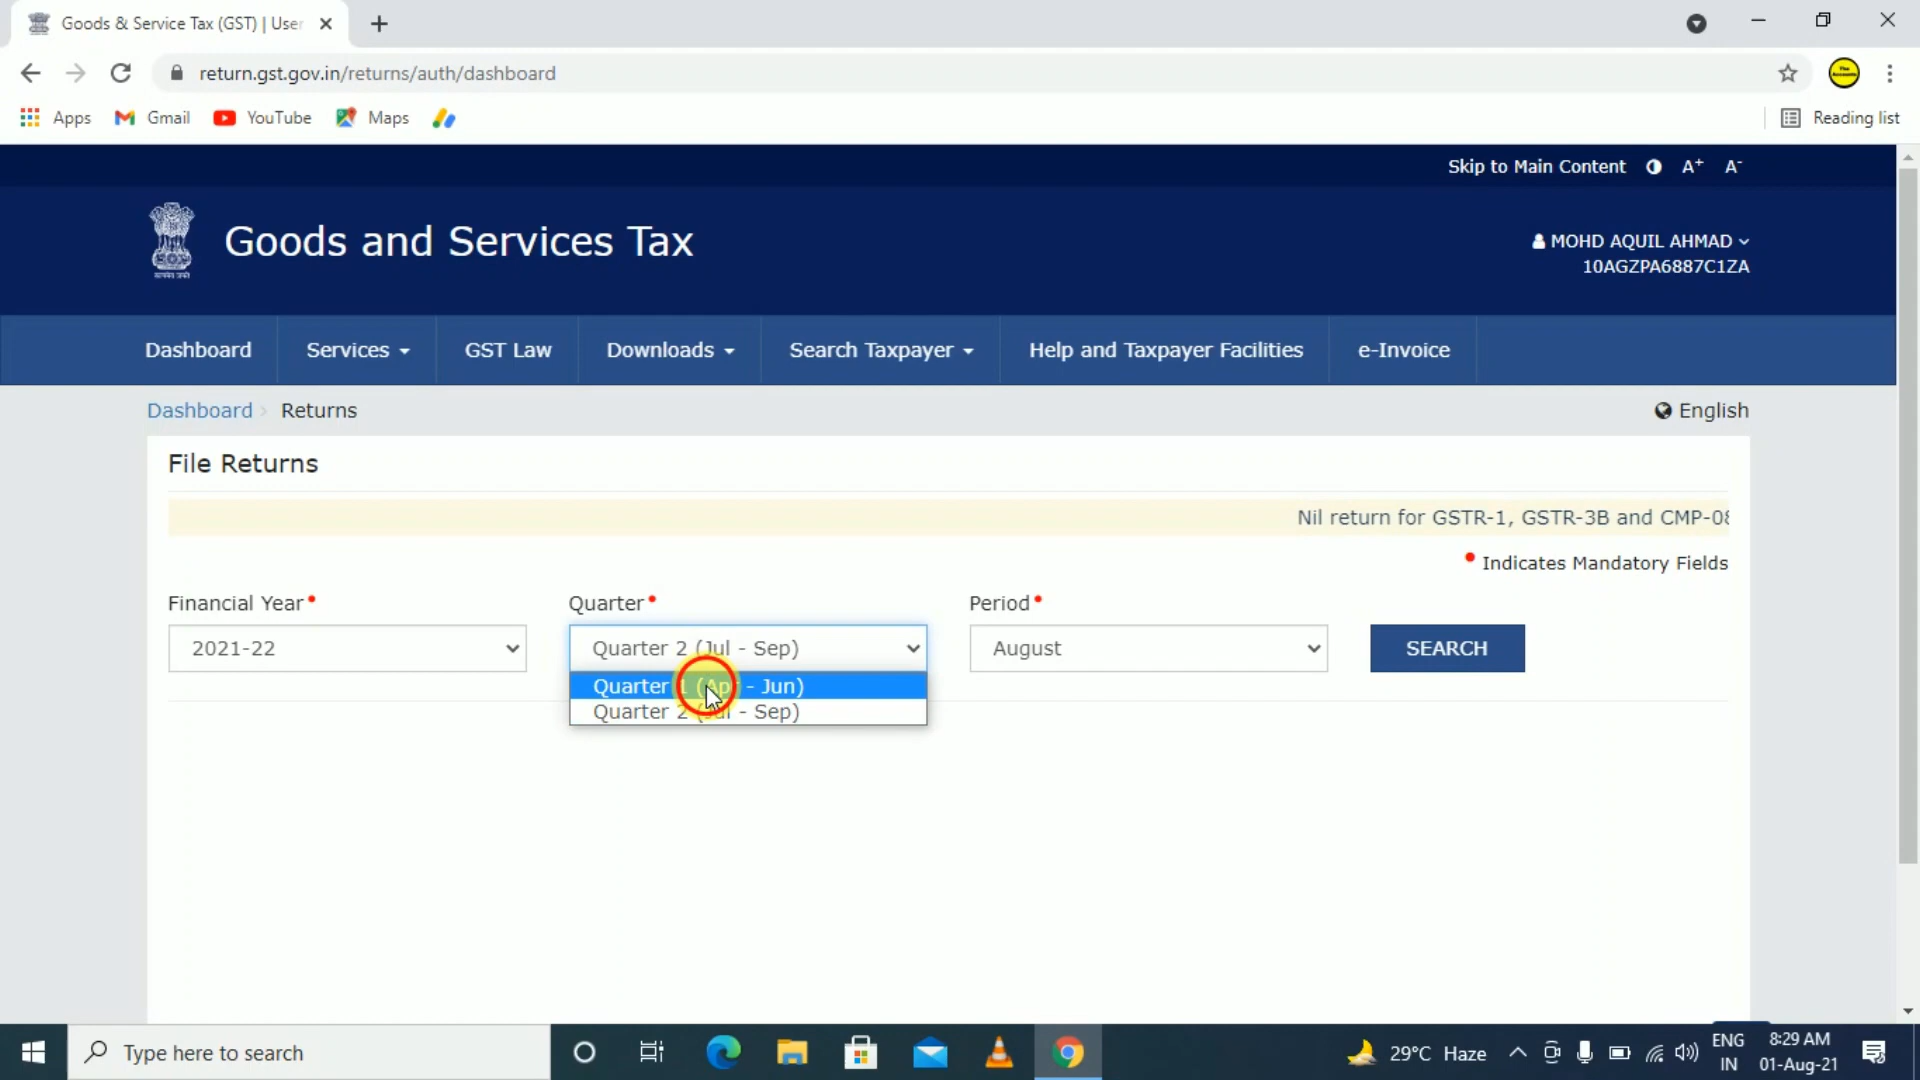 Goods & Service Tax (GST) | User
return.gst.gov.in/returns/auth/dashboard
Apps Gmail YouTube Maps Reading list
Skip to Main Content A+ A-
Goods and Services Tax
MOHD AQUIL AHMAD
10AGZPA6887C1ZA
Dashboard Services GST Law Downloads Search Taxpayer Help and Taxpayer Facilities e-Invoice
Dashboard > Returns English
File Returns
Nil return for GSTR-1, GSTR-3B and CMP-08
• Indicates Mandatory Fields
Financial Year• Quarter• Period•
2021-22 Quarter 2 (Jul - Sep) August SEARCH
Quarter 1 (Apr - Jun)
Quarter 2 (Jul - Sep)
Type here to search
29°C Haze
ENG
IN
8:29 AM
01-Aug-21